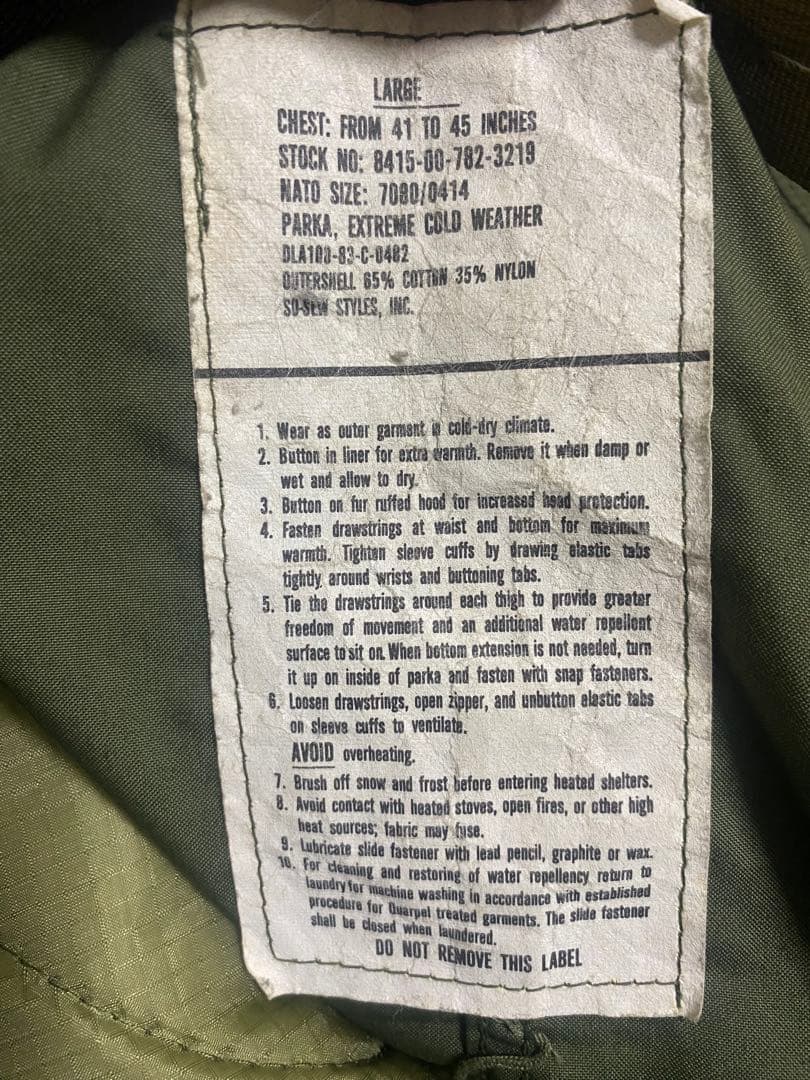 LARGE
CHEST: FROM 41 TO 45 INCHES
STOCK NO: 8415-00-782-3219
NATO SIZE: 7080/0414
PARKA, EXTREME COLD WEATHER
DLA100-83-C-0482
OUTERSHELL 65% COTTON 35% NYLON
SO-SEW STYLES, INC.
1. Wear as outer garment in cold-dry climate.
2. Button in liner for extra warmth. Remove it when damp or
wet and allow to dry.
3. Button on fur ruffed hood for increased head protection.
4. Fasten drawstrings at waist and bottom for maximum
warmth. Tighten sleeve cuffs by drawing elastic tabs
tightly around wrists and buttoning tabs.
5. Tie the drawstrings around each thigh to provide greater
freedom of movement and an additional water repellent
surface to sit on. When bottom extension is not needed, turn
it up on inside of parka and fasten with snap fasteners.
6. Loosen drawstrings, open zipper, and unbutton elastic tabs
on sleeve cuffs to ventilate.
AVOID overheating.
7. Brush off snow and frost before entering heated shelters.
8. Avoid contact with heated stoves, open fires, or other high
heat sources; fabric may fuse.
9. Lubricate slide fastener with lead pencil, graphite or wax.
10. For cleaning and restoring of water repellency return to
laundry for machine washing in accordance with established
procedure for Quarpel treated garments. The slide fastener
shall be closed when laundered.
DO NOT REMOVE THIS LABEL